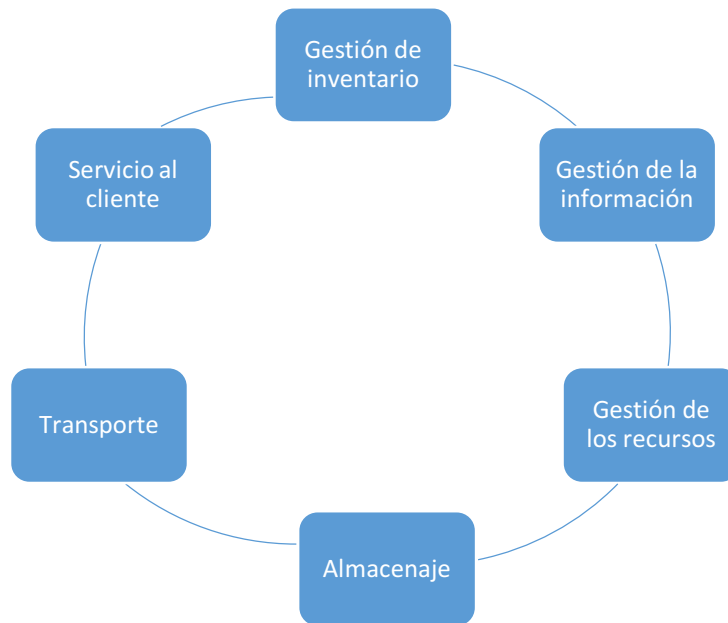 Gestión de
inventario
Gestión de la
información
Gestión de
los recursos
Almacenaje
Transporte
Servicio al
cliente